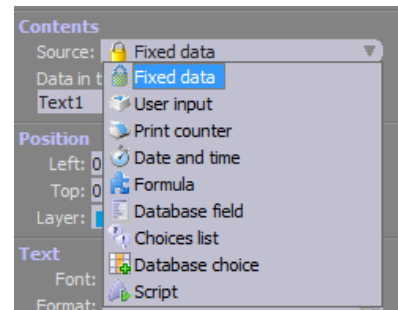 Contents
Source: Fixed data
Data in t
Fixed data
Text1
User input
Print counter
Position
Date and time
Left: 0
Formula
Top: 0
Database field
Layer:
Choices list
Text
Database choice
Font:
Script
Format: